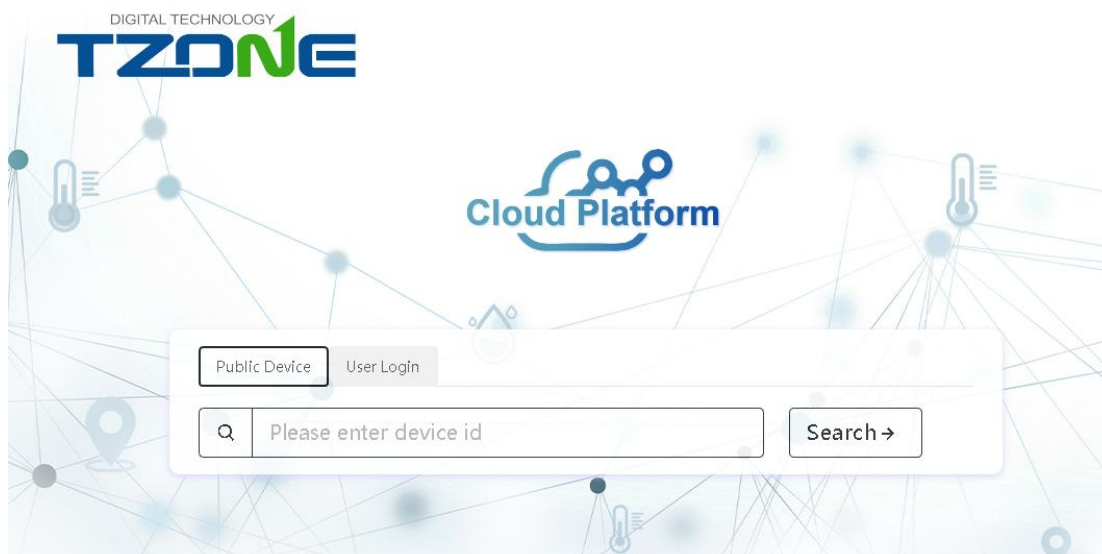 DIGITAL TECHNOLOGY
TZONE
Cloud Platform
Public Device
User Login
Please enter device id
Search→